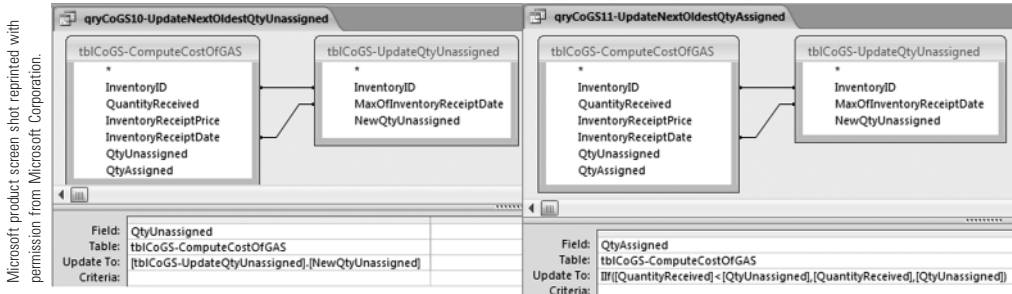 Microsoft product screen shot reprinted with
permission from Microsoft Corporation.
qryCoGS10-UpdateNextOldestQtyUnassigned
tblCoGS-ComputeCostOfGAS
*
InventoryID
QuantityReceived
InventoryReceiptPrice
InventoryReceiptDate
QtyUnassigned
QtyAssigned
tblCoGS-UpdateQtyUnassigned
*
InventoryID
MaxOfInventoryReceiptDate
NewQtyUnassigned
Field: QtyUnassigned
Table: tblCoGS-ComputeCostOfGAS
Update To: [tblCoGS-UpdateQtyUnassigned].[NewQtyUnassigned]
Criteria:
qryCoGS11-UpdateNextOldestQtyAssigned
tblCoGS-ComputeCostOfGAS
*
InventoryID
QuantityReceived
InventoryReceiptPrice
InventoryReceiptDate
QtyUnassigned
QtyAssigned
tblCoGS-UpdateQtyUnassigned
*
InventoryID
MaxOfInventoryReceiptDate
NewQtyUnassigned
Field: QtyAssigned
Table: tblCoGS-ComputeCostOfGAS
Update To: IIf([QuantityReceived]<[QtyUnassigned],[QuantityReceived],[QtyUnassigned])
Criteria: